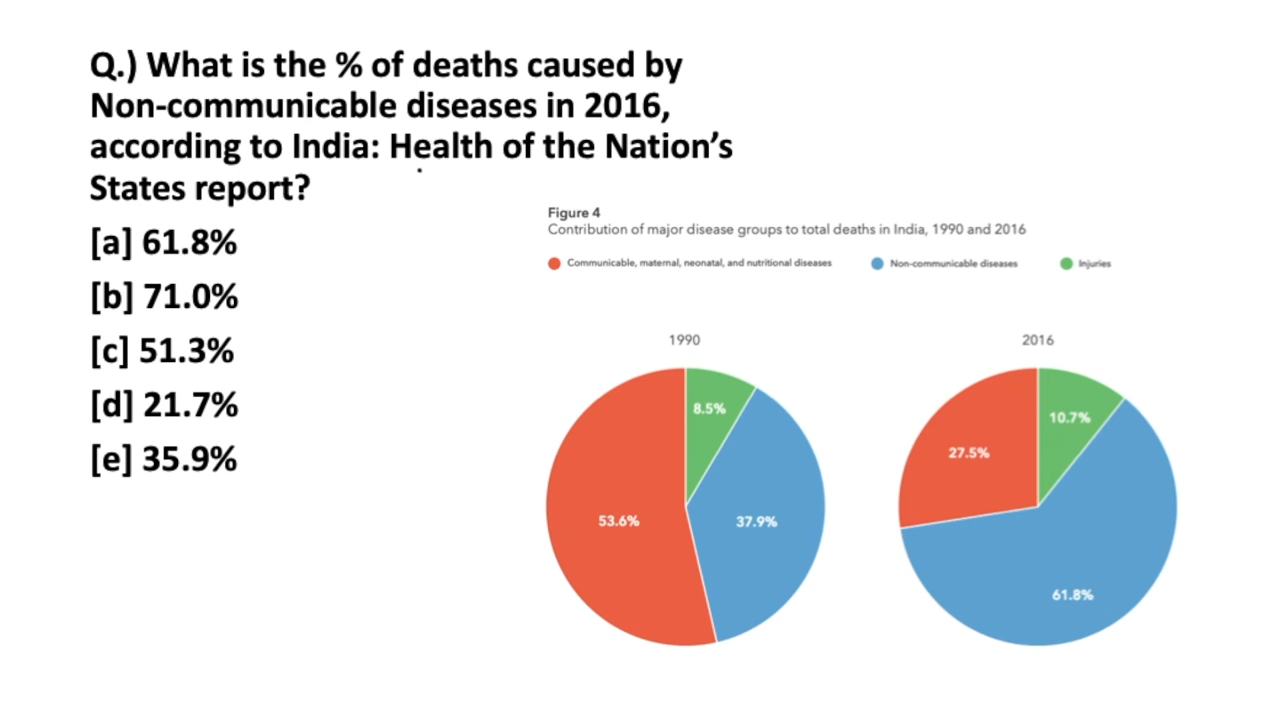 Q.) What is the % of deaths caused by
Non-communicable diseases in 2016,
according to India: Health of the Nation’s
States report?
[a] 61.8%
[b] 71.0%
[c] 51.3%
[d] 21.7%
[e] 35.9%
Figure 4
Contribution of major disease groups to total deaths in India, 1990 and 2016
Communicable, maternal, neonatal, and nutritional diseases
Non-communicable diseases
Injuries
1990
8.5%
53.6%
37.9%
2016
10.7%
27.5%
61.8%